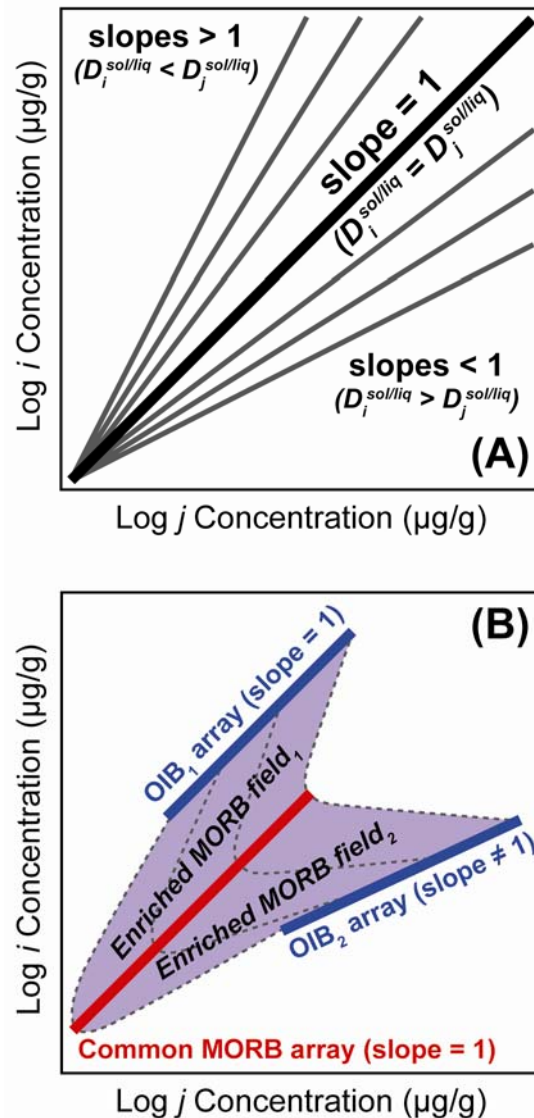 slopes > 1
(D_i^sol/liq < D_j^sol/liq)
slope = 1
(D_i^sol/liq = D_j^sol/liq)
slopes < 1
(D_i^sol/liq > D_j^sol/liq)
(A)
Log i Concentration (µg/g)
Log j Concentration (µg/g)
(B)
OIB₁ array (slope = 1)
Enriched MORB field₁
Enriched MORB field₂
OIB₂ array (slope ≠ 1)
Common MORB array (slope = 1)
Log i Concentration (µg/g)
Log j Concentration (µg/g)